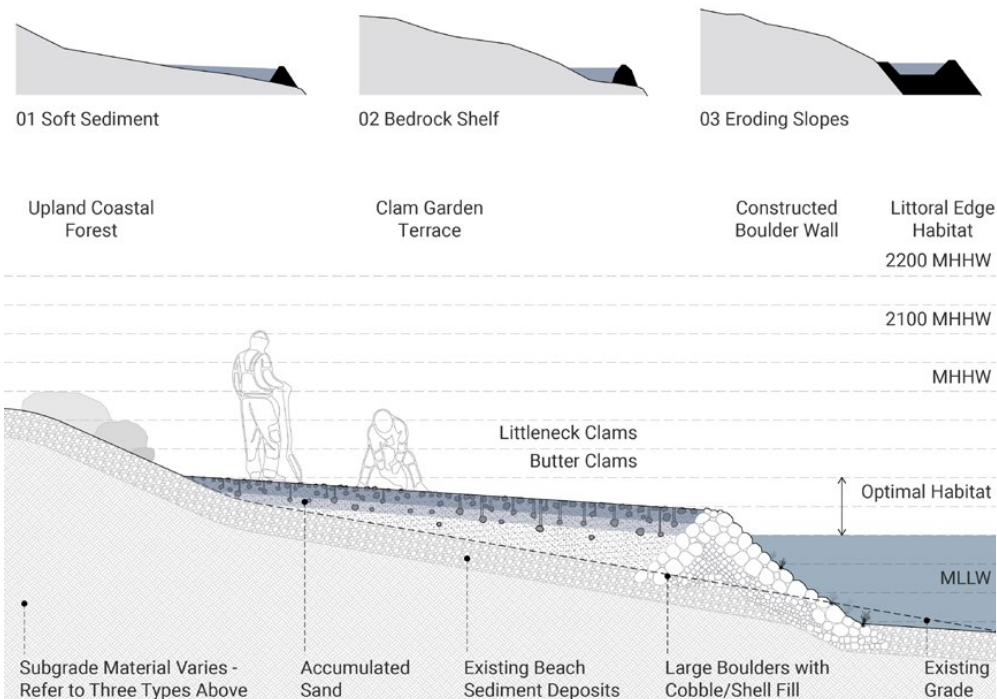 01 Soft Sediment
02 Bedrock Shelf
03 Eroding Slopes
Upland Coastal
Forest
Clam Garden
Terrace
Constructed
Boulder Wall
Littoral Edge
Habitat
2200 MHHW
2100 MHHW
MHHW
Littleneck Clams
Butter Clams
Optimal Habitat
MLLW
Subgrade Material Varies -
Refer to Three Types Above
Accumulated
Sand
Existing Beach
Sediment Deposits
Large Boulders with
Cobble/Shell Fill
Existing
Grade